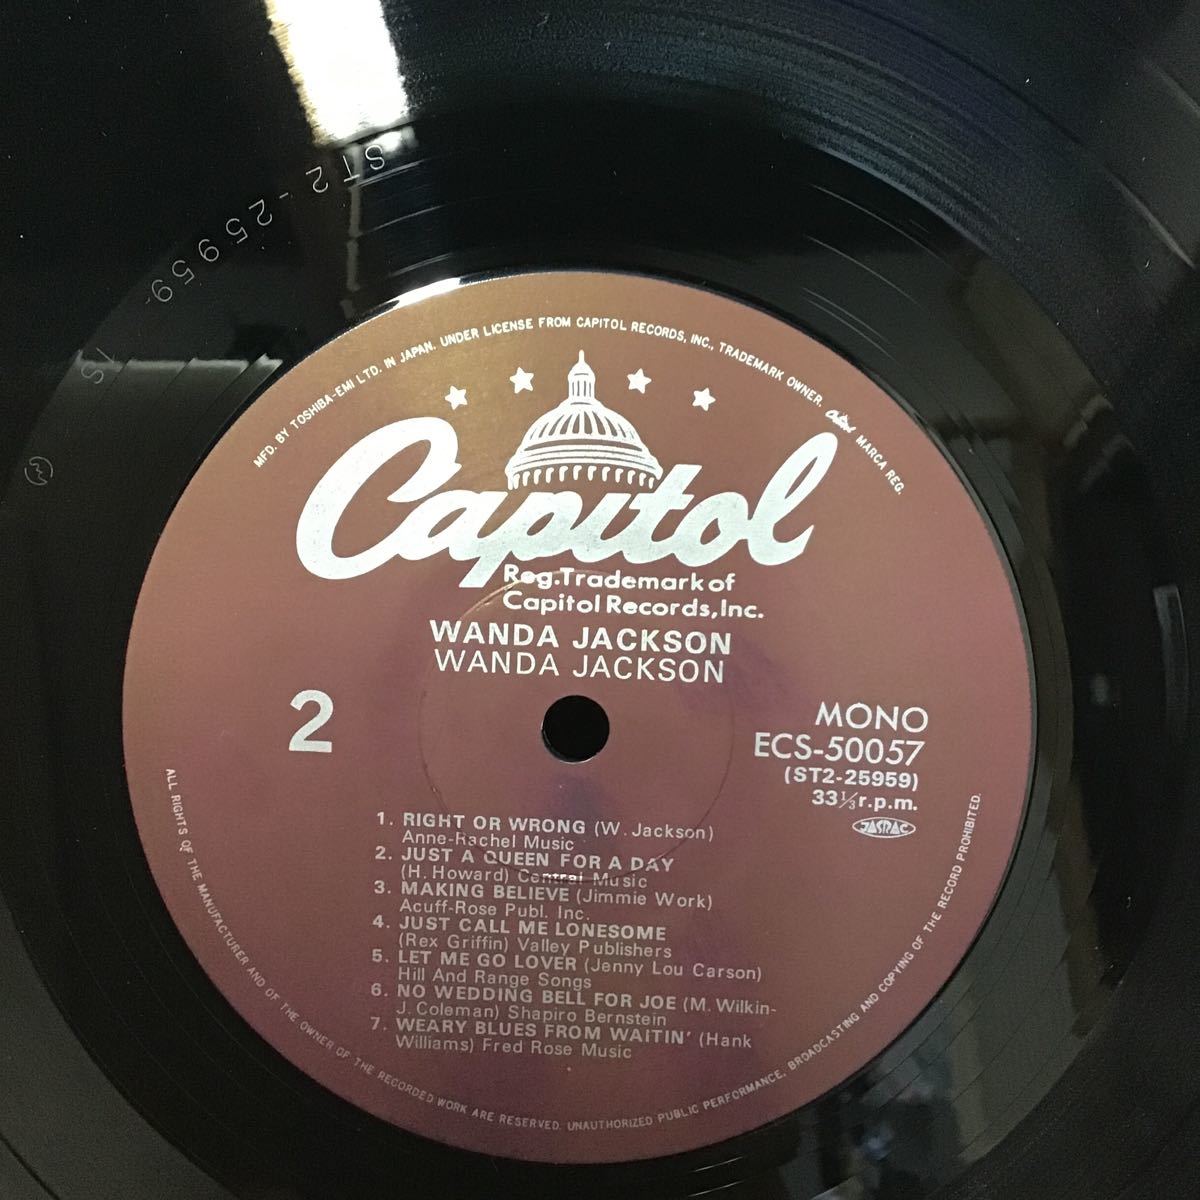 ST2-25959
1S
MFD. BY TOSHIBA-EMI LTD. IN JAPAN. UNDER LICENSE FROM CAPITOL RECORDS, INC., TRADEMARK OWNER. Capitol MARCA REG.
Capitol
Reg.Trademark of
Capitol Records,Inc.
WANDA JACKSON
WANDA JACKSON
2
MONO
ECS-50057
(ST2-25959)
33⅓r.p.m.
JASRAC
1. RIGHT OR WRONG (W. Jackson)
Anne-Rachel Music
2. JUST A QUEEN FOR A DAY
(H. Howard) Central Music
3. MAKING BELIEVE (Jimmie Work)
Acuff-Rose Publ. Inc.
4. JUST CALL ME LONESOME
(Rex Griffin) Valley Publishers
5. LET ME GO LOVER (Jenny Lou Carson)
Hill And Range Songs
6. NO WEDDING BELL FOR JOE (M. Wilkin-
J. Coleman) Shapiro Bernstein
7. WEARY BLUES FROM WAITIN' (Hank
Williams) Fred Rose Music
ALL RIGHTS OF THE MANUFACTURER AND OF THE OWNER OF THE RECORDED WORK ARE RESERVED. UNAUTHORIZED PUBLIC PERFORMANCE, BROADCASTING AND COPYING OF THE RECORD PROHIBITED.